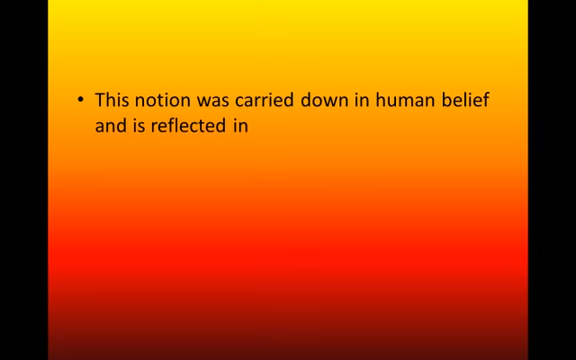 • This notion was carried down in human belief
and is reflected in